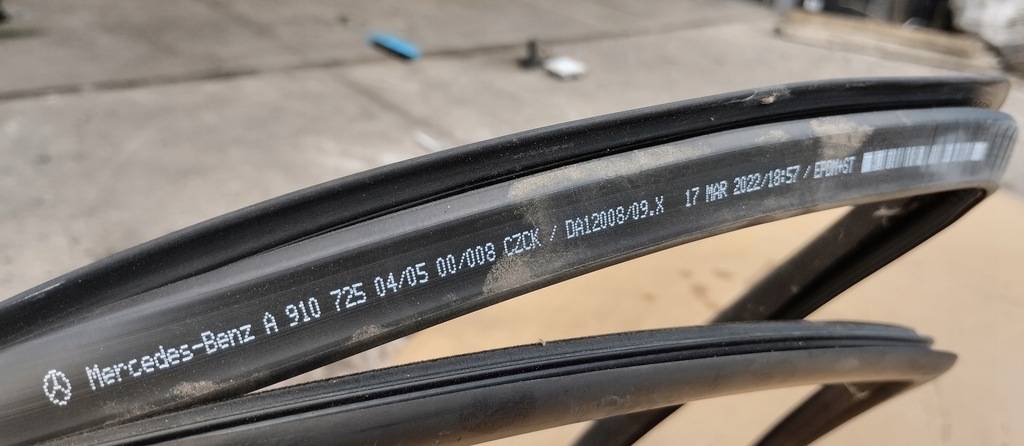 Mercedes-Benz A 910 725 04/05 00/008 CZCK / DA12008/09.X 17 MAR 2022/18:57 / EPDM+ST